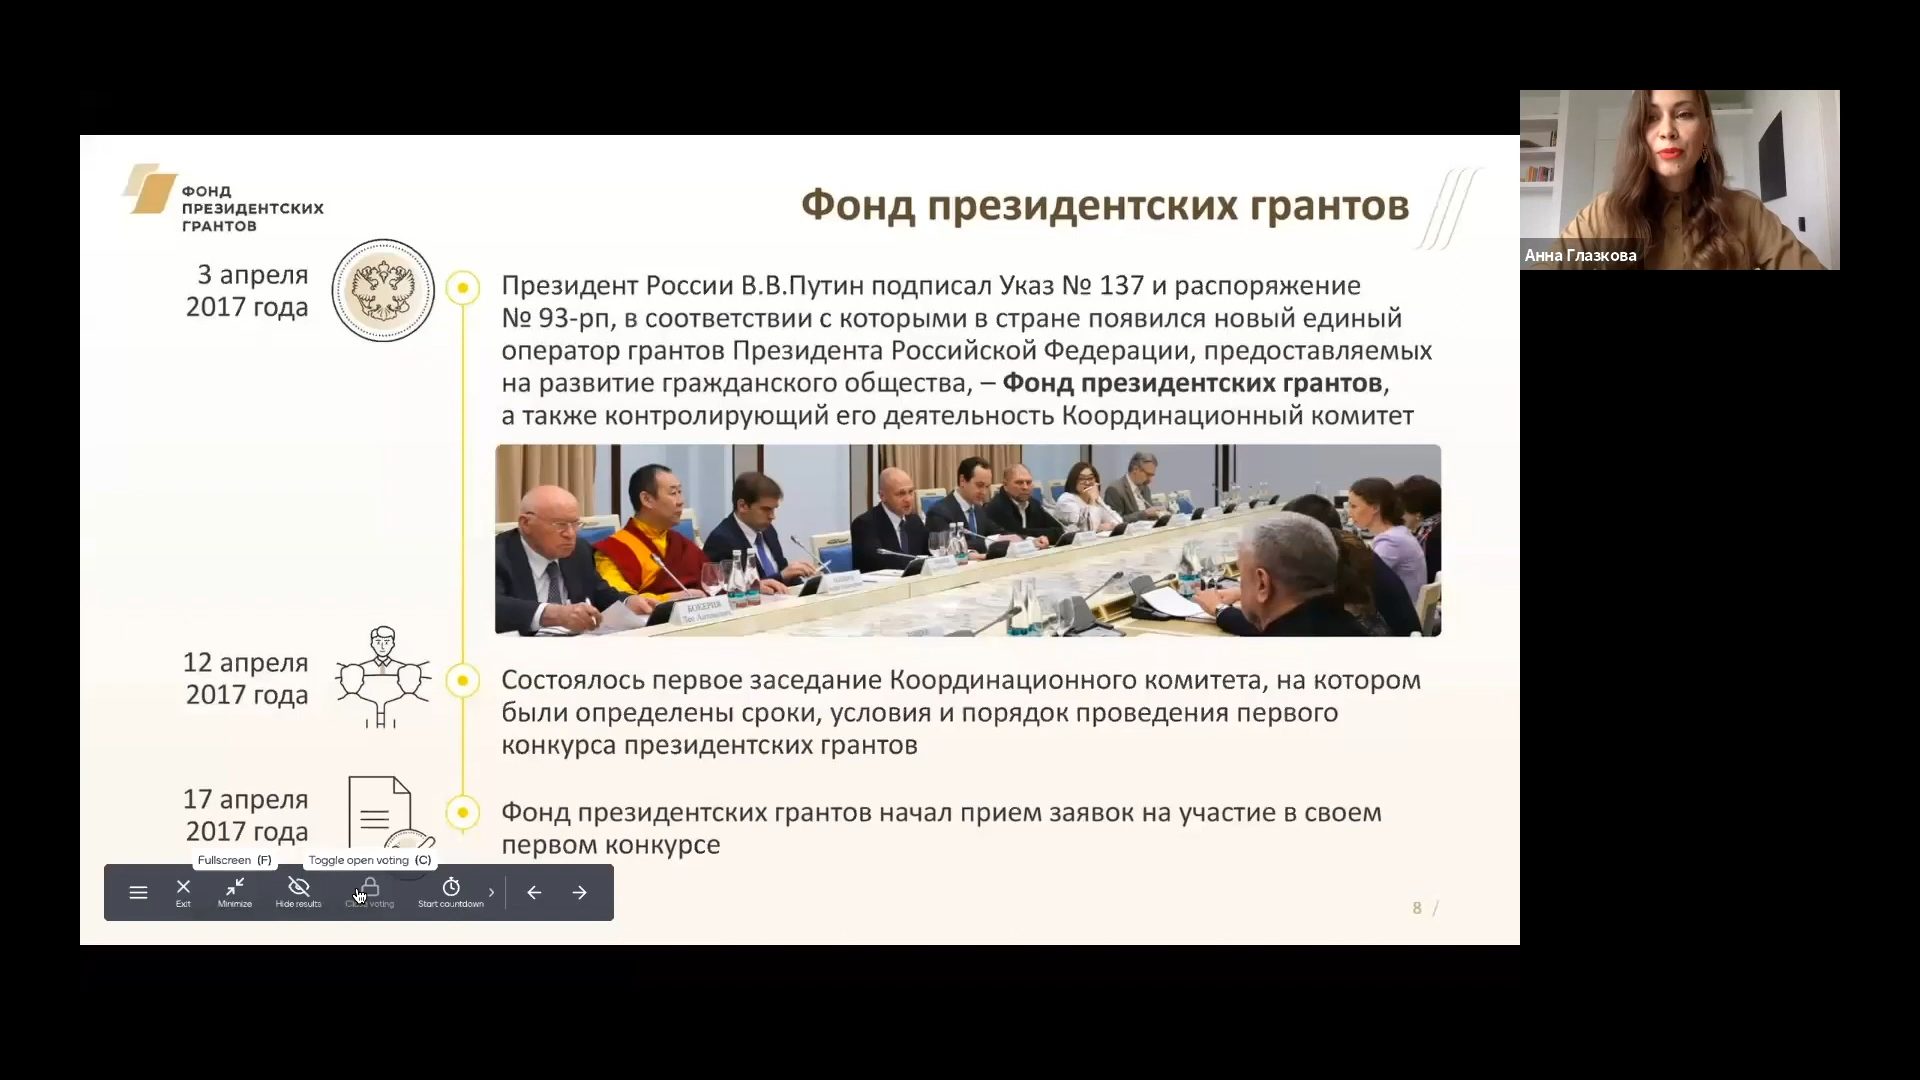 ФОНД
ПРЕЗИДЕНТСКИХ
ГРАНТОВ
Фонд президентских грантов
Анна Глазкова
3 апреля
2017 года
Президент России В.В.Путин подписал Указ № 137 и распоряжение
№ 93-рп, в соответствии с которыми в стране появился новый единый
оператор грантов Президента Российской Федерации, предоставляемых
на развитие гражданского общества, – Фонд президентских грантов,
а также контролирующий его деятельность Координационный комитет
БОКЕРИЯ
12 апреля
2017 года
Состоялось первое заседание Координационного комитета, на котором
были определены сроки, условия и порядок проведения первого
конкурса президентских грантов
17 апреля
2017 года
Фонд президентских грантов начал прием заявок на участие в своем
первом конкурсе
Fullscreen (F)
Toggle open voting (C)
Exit
Minimize
Hide results
voting
Start countdown
8 /